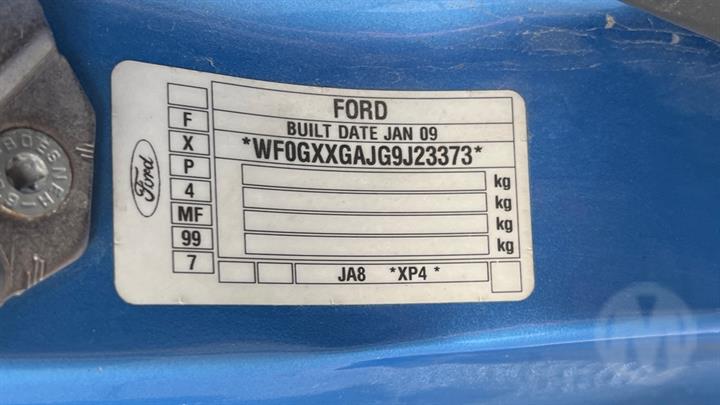 FORD
BUILT DATE JAN 09
*WF0GXXGAJG9J23373*
Ford
F
X
P
4
MF
99
7
kg
kg
kg
kg
JA8 *XP4 *
M